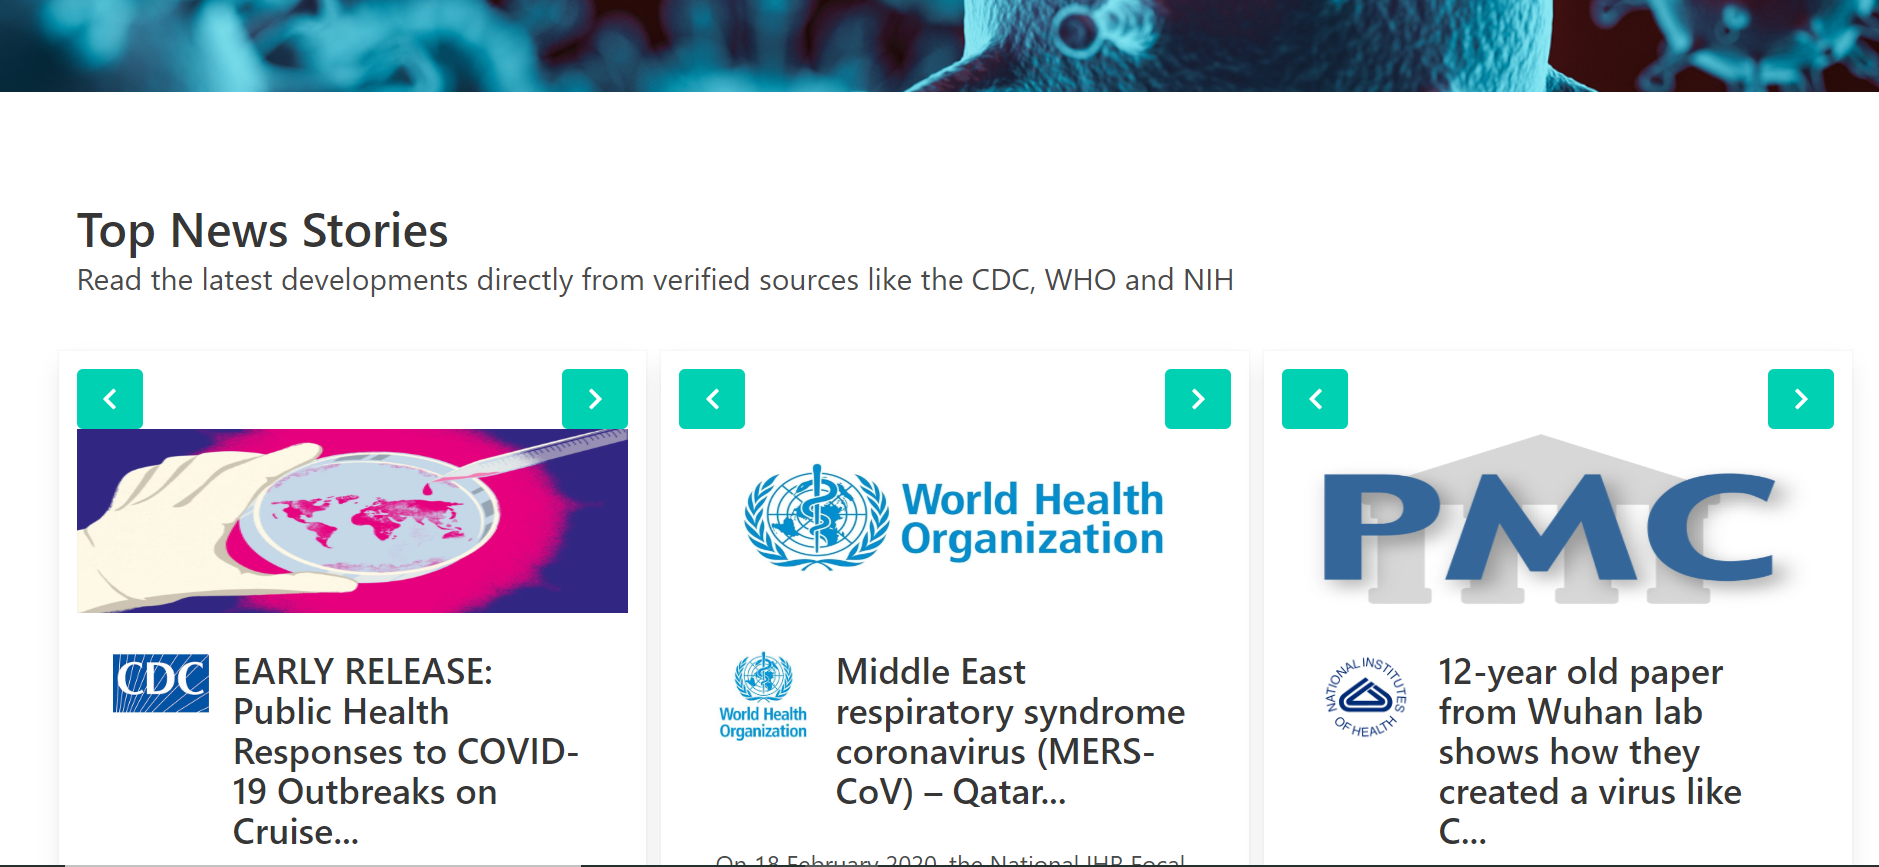 Top News Stories
Read the latest developments directly from verified sources like the CDC, WHO and NIH
World Health
Organization
PMC
CDC
EARLY RELEASE:
Public Health
Responses to COVID-
19 Outbreaks on
Cruise...
World Health
Organization
Middle East
respiratory syndrome
coronavirus (MERS-
CoV) – Qatar...
On 18 February 2020, the National IHR Focal
NATIONAL INSTITUTES
OF HEALTH
12-year old paper
from Wuhan lab
shows how they
created a virus like
C...